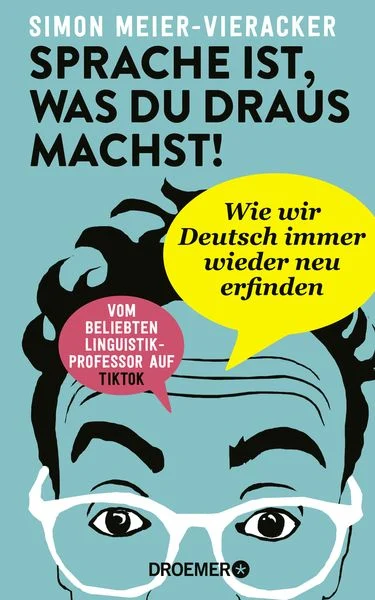 SIMON MEIER-VIERACKER
SPRACHE IST,
WAS DU DRAUS
MACHST!
Wie wir
Deutsch immer
wieder neu
erfinden
VOM
BELIEBTEN
LINGUISTIK-
PROFESSOR AUF
TIKTOK
DROEMER